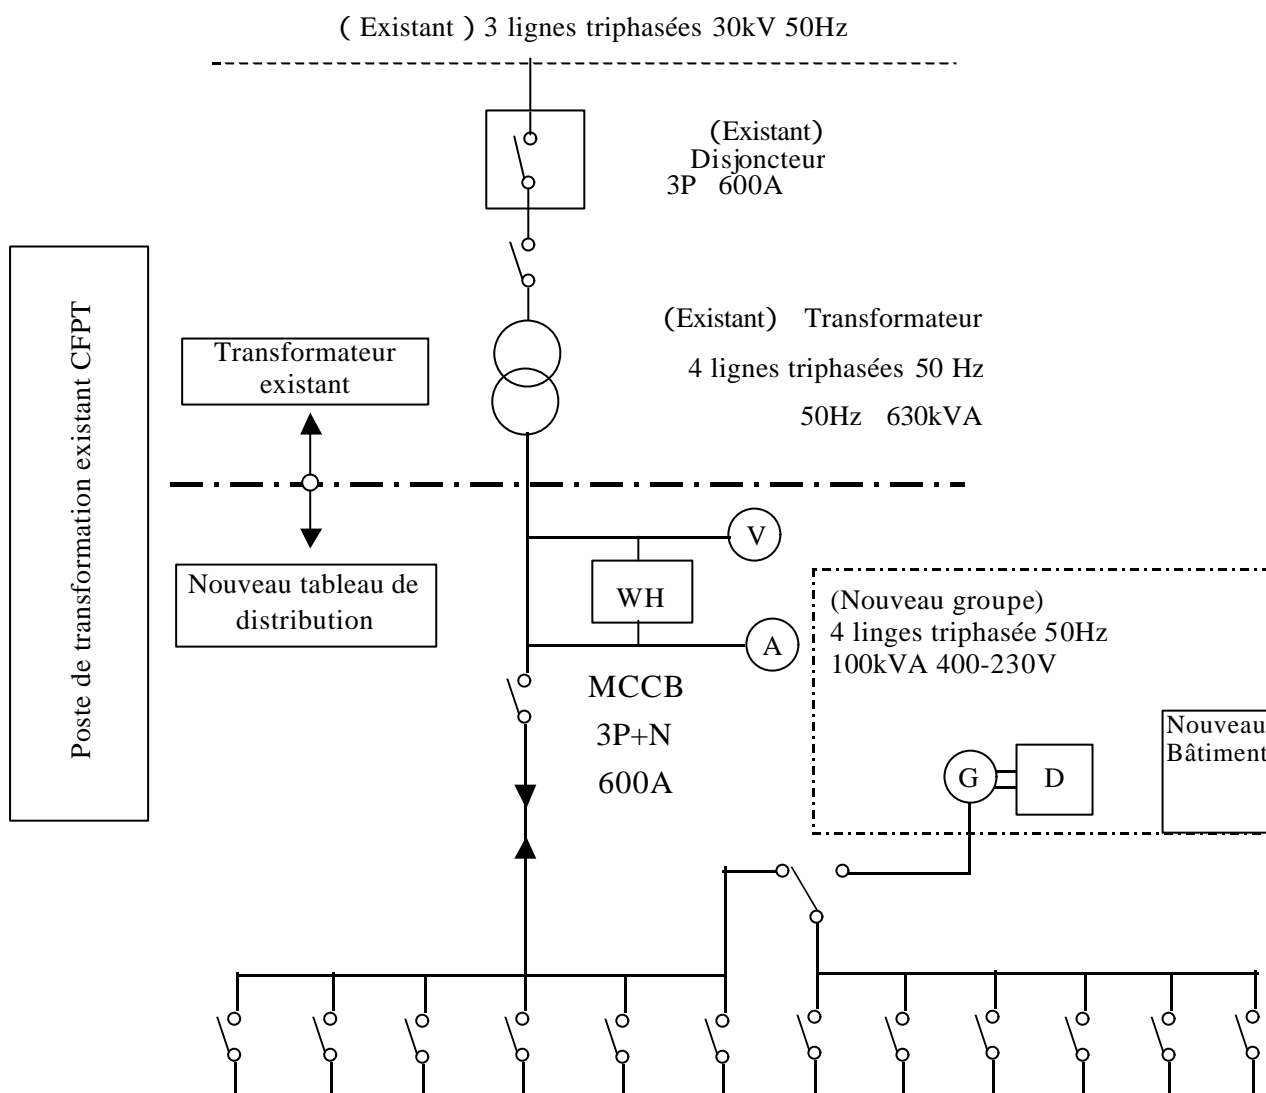 ( Existant ) 3 lignes triphasées 30kV 50Hz
(Existant)
Disjoncteur
3P 600A
Poste de transformation existant CFPT
Transformateur
existant
(Existant) Transformateur
4 lignes triphasées 50 Hz
50Hz 630kVA
Nouveau tableau de
distribution
V
WH
A
(Nouveau groupe)
4 linges triphasée 50Hz
100kVA 400-230V
MCCB
3P+N
600A
Nouveau
Bâtiment
G
D